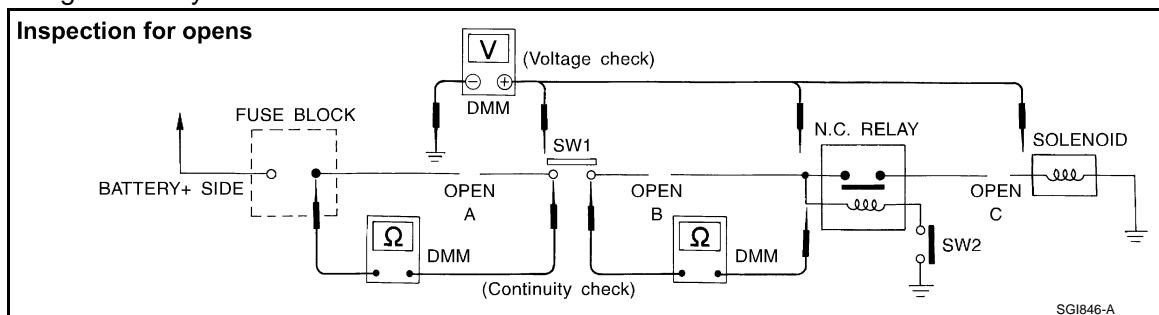 Inspection for opens
V
(Voltage check)
DMM
FUSE BLOCK
N.C. RELAY
SW1
SOLENOID
BATTERY+ SIDE
OPEN
A
OPEN
B
OPEN
C
Ω
DMM
Ω
DMM
SW2
(Continuity check)
SGI846-A